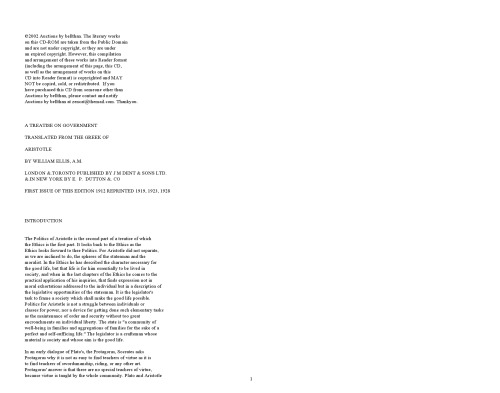 ©2002 Auctions by bellthan. The literary works
on this CD-ROM are taken from the Public Domain
and are not under copyright, or they are under
an expired copyright. However, this compilation
and arrangement of these works into Reader format
(including the arrangement of this page, this CD,
as well as the arrangement of works on this
CD into Reader format) is copyrighted and MAY
NOT be copied, sold, or redistributed. If you
have purchased this CD from someone other than
Auctions by bellthan, please contact and notify
Auctions by bellthan at Thankyou.
A TREATISE ON GOVERNMENT
TRANSLATED FROM THE GREEK OF
ARISTOTLE
BY WILLIAM ELLIS, A.M.
LONDON & TORONTO PUBLISHED BY J M DENT & SONS LTD.
& IN NEW YORK BY E. P. DUTTON & CO
FIRST ISSUE OF THIS EDITION 1912 REPRINTED 1919, 1923, 1928
INTRODUCTION
The Politics of Aristotle is the second part of a treatise of which
the Ethics is the first part. It looks back to the Ethics as the
Ethics looks forward to thee Politics. For Aristotle did not separate,
as we are inclined to do, the spheres of the statesman and the
moralist. In the Ethics he has described the character necessary for
the good life, but that life is for him essentially to be lived in
society, and when in the last chapters of the Ethics he comes to the
practical application of his inquiries, that finds expression not in
moral exhortations addressed to the individual but in a description of
the legislative opportunities of the statesman. It is the legislator's
task to frame a society which shall make the good life possible.
Politics for Aristotle is not a struggle between individuals or
classes for power, nor a device for getting done such elementary tasks
as the maintenance of order and security without too great
encroachments on individual liberty. The state is "a community of
well-being in families and aggregations of families for the sake of a
perfect and self-sufficing life." The legislator is a craftsman whose
material is society and whose aim is the good life.
In an early dialogue of Plato's, the Protagoras, Socrates asks
Protagoras why it is not as easy to find teachers of virtue as it is
to find teachers of swordsmanship, riding, or any other art.
Protagoras' answer is that there are no special teachers of virtue,
because virtue is taught by the whole community. Plato and Aristotle
1